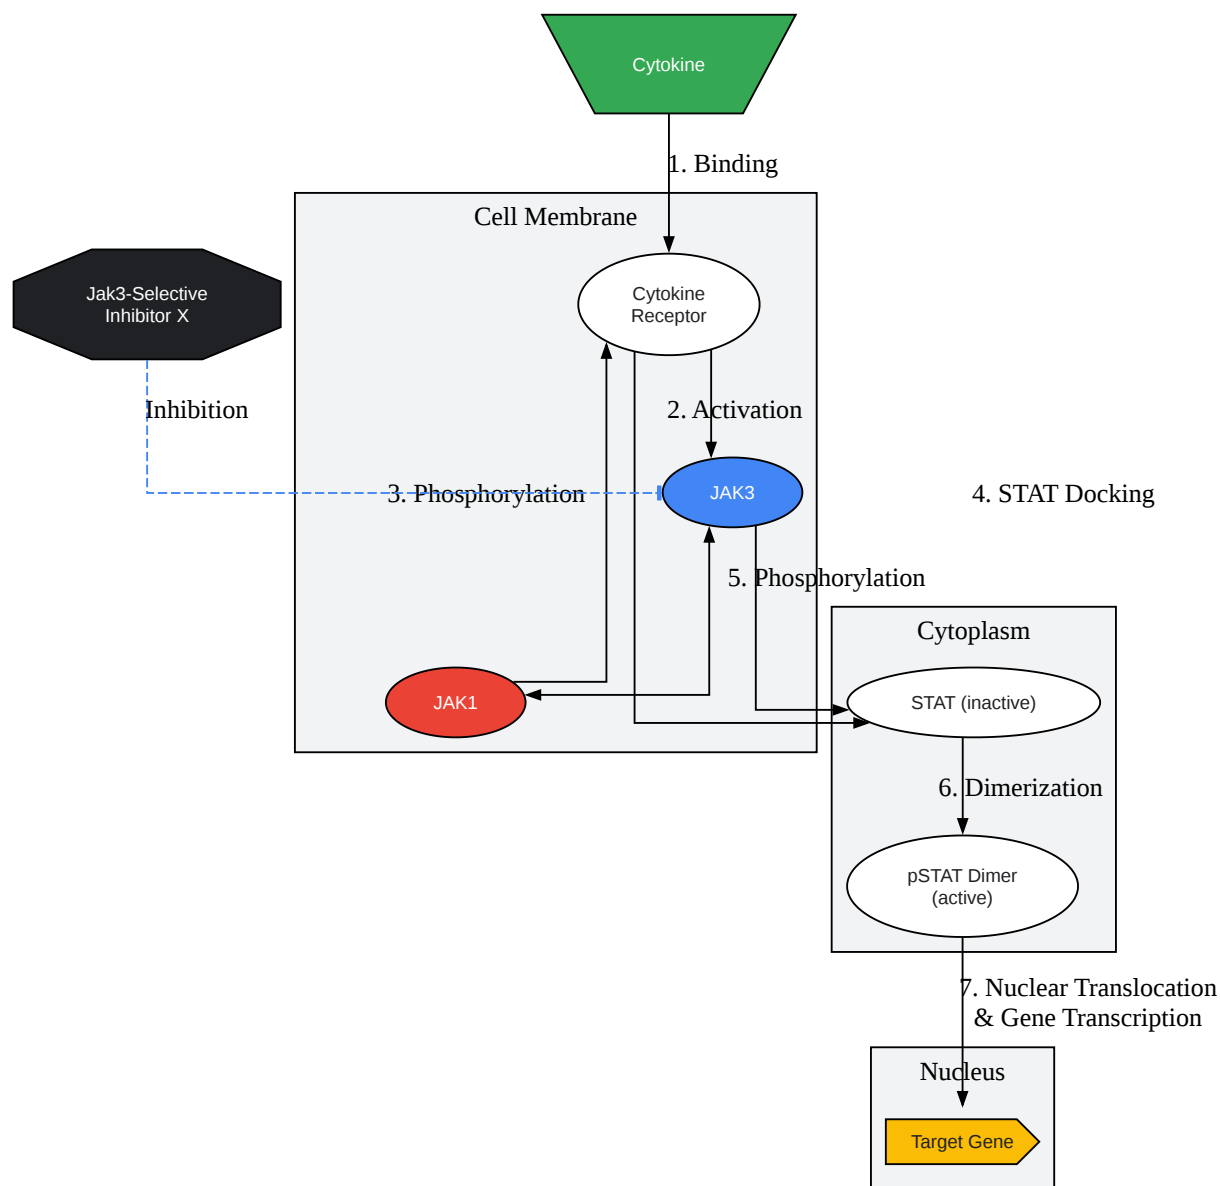 Cytokine
1. Binding
Cell Membrane
Jak3-Selective
Inhibitor X
Cytokine
Receptor
Inhibition
2. Activation
3. Phosphorylation
JAK3
4. STAT Docking
5. Phosphorylation
Cytoplasm
JAK1
STAT (inactive)
6. Dimerization
pSTAT Dimer
(active)
7. Nuclear Translocation
& Gene Transcription
Nucleus
Target Gene